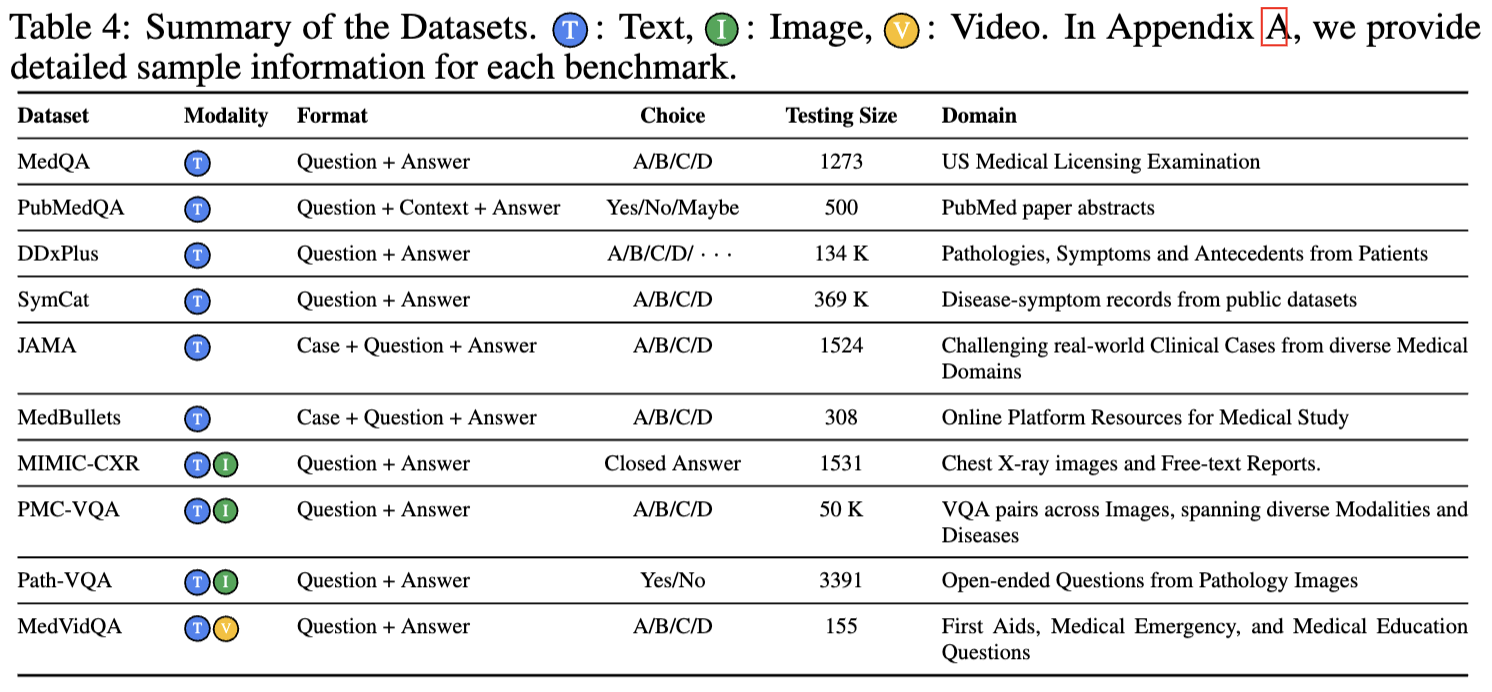 Table 4: Summary of the Datasets. T : Text, I : Image, V : Video. In Appendix A, we provide
detailed sample information for each benchmark.
Dataset Modality Format Choice Testing Size Domain
MedQA T Question + Answer A/B/C/D 1273 US Medical Licensing Examination
PubMedQA T Question + Context + Answer Yes/No/Maybe 500 PubMed paper abstracts
DDxPlus T Question + Answer A/B/C/D/ · · · 134 K Pathologies, Symptoms and Antecedents from Patients
SymCat T Question + Answer A/B/C/D 369 K Disease-symptom records from public datasets
JAMA T Case + Question + Answer A/B/C/D 1524 Challenging real-world Clinical Cases from diverse Medical
Domains
MedBullets T Case + Question + Answer A/B/C/D 308 Online Platform Resources for Medical Study
MIMIC-CXR T I Question + Answer Closed Answer 1531 Chest X-ray images and Free-text Reports.
PMC-VQA T I Question + Answer A/B/C/D 50 K VQA pairs across Images, spanning diverse Modalities and
Diseases
Path-VQA T I Question + Answer Yes/No 3391 Open-ended Questions from Pathology Images
MedVidQA T V Question + Answer A/B/C/D 155 First Aids, Medical Emergency, and Medical Education
Questions